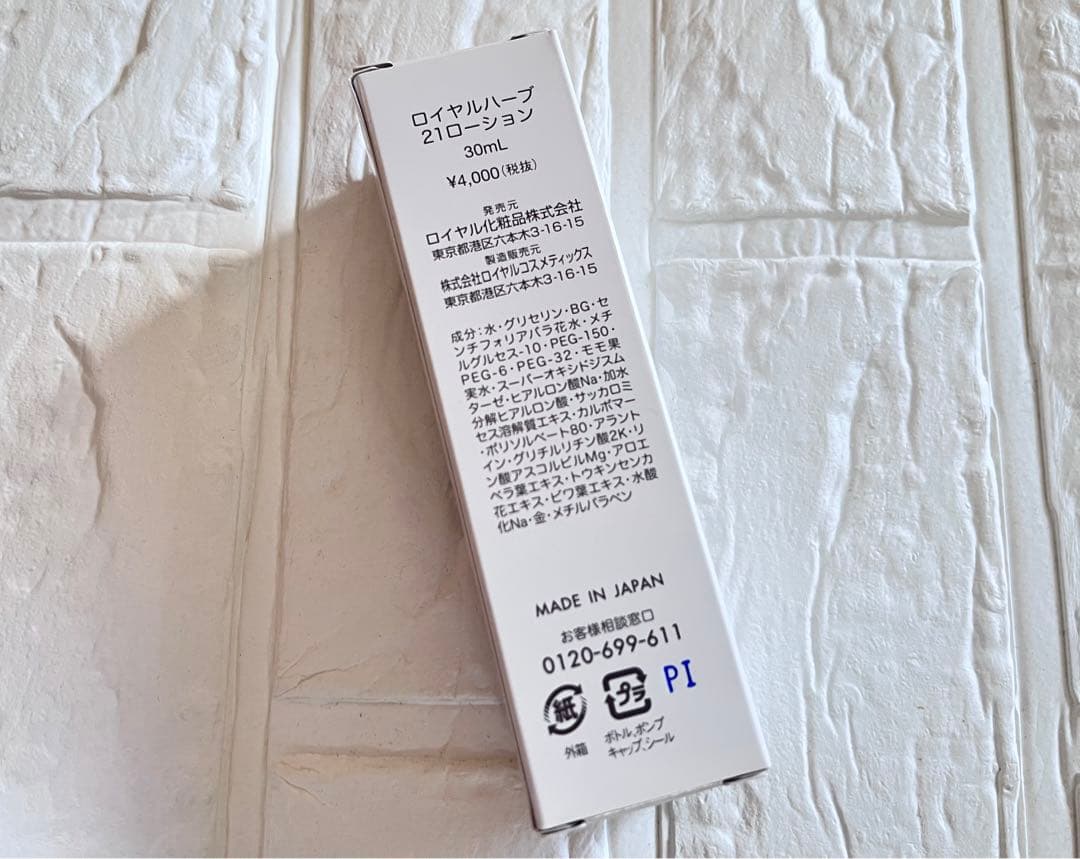 ロイヤルハーブ
21ローション
30mL
¥4,000(税抜)
発売元
ロイヤル化粧品株式会社
東京都港区六本木3-16-15
製造販売元
株式会社ロイヤルコスメティックス
東京都港区六本木3-16-15
成分:水・グリセリン・BG・セ
ンチフォリアバラ花水・メチ
ルグルセス-10・PEG-150・
PEG-6・PEG-32・モモ果
実水・スーパーオキシドジスム
ターゼ・ヒアルロン酸Na・加水
分解ヒアルロン酸・サッカロミ
セス溶解質エキス・カルボマー
・ポリソルベート80・アラント
イン・グリチルリチン酸2K・リ
ン酸アスコルビルMg・アロエ
ベラ葉エキス・トウキンセンカ
花エキス・ビワ葉エキス・水酸
化Na・金・メチルパラベン
MADE IN JAPAN
お客様相談窓口
0120-699-611
紙
プラ
PI
外箱
ボトル、ポンプ
キャップ、シール